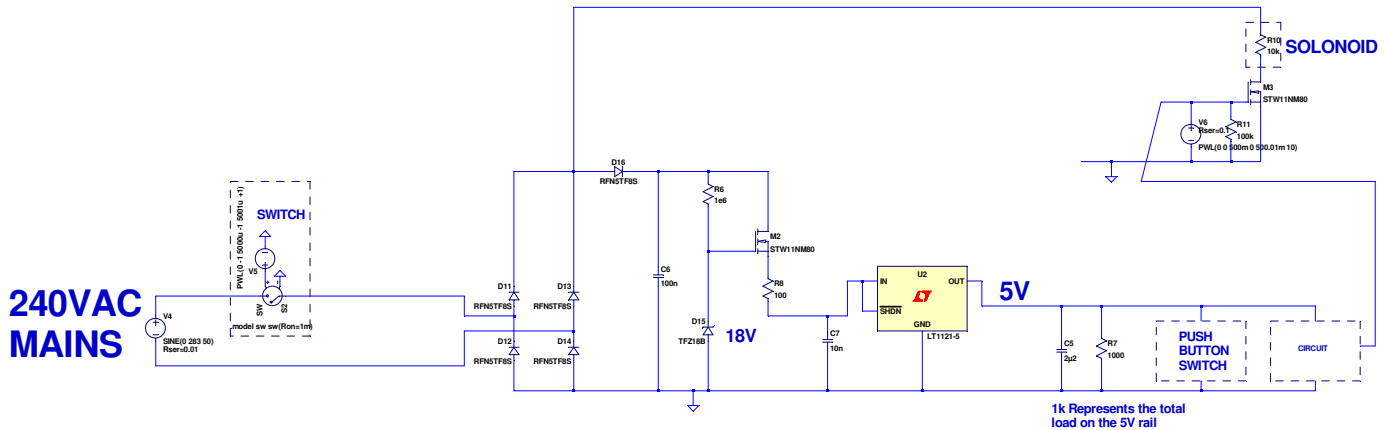 R10
10k
SOLONOID
M3
STW11NM80
V6
Rser=0.1
R11
100k
PWL(0 0 500m 0 500.01m 10)
D16
RFN5TF8S
R6
1e6
M2
STW11NM80
PWL(0 -1 5000u -1 5001u +1)
SWITCH
V5
SW
S2
model sw sw(Ron=1m)
240VAC
MAINS
V4
SINE(0 283 50)
Rser=0.01
D11
RFN5TF8S
D13
RFN5TF8S
D12
RFN5TF8S
D14
RFN5TF8S
C6
100n
R8
100
D15
TFZ18B
18V
C7
10n
U2
IN
OUT
SHDN
GND
LT1121-5
5V
C5
2µ2
R7
1000
PUSH
BUTTON
SWITCH
CIRCUIT
1k Represents the total
load on the 5V rail